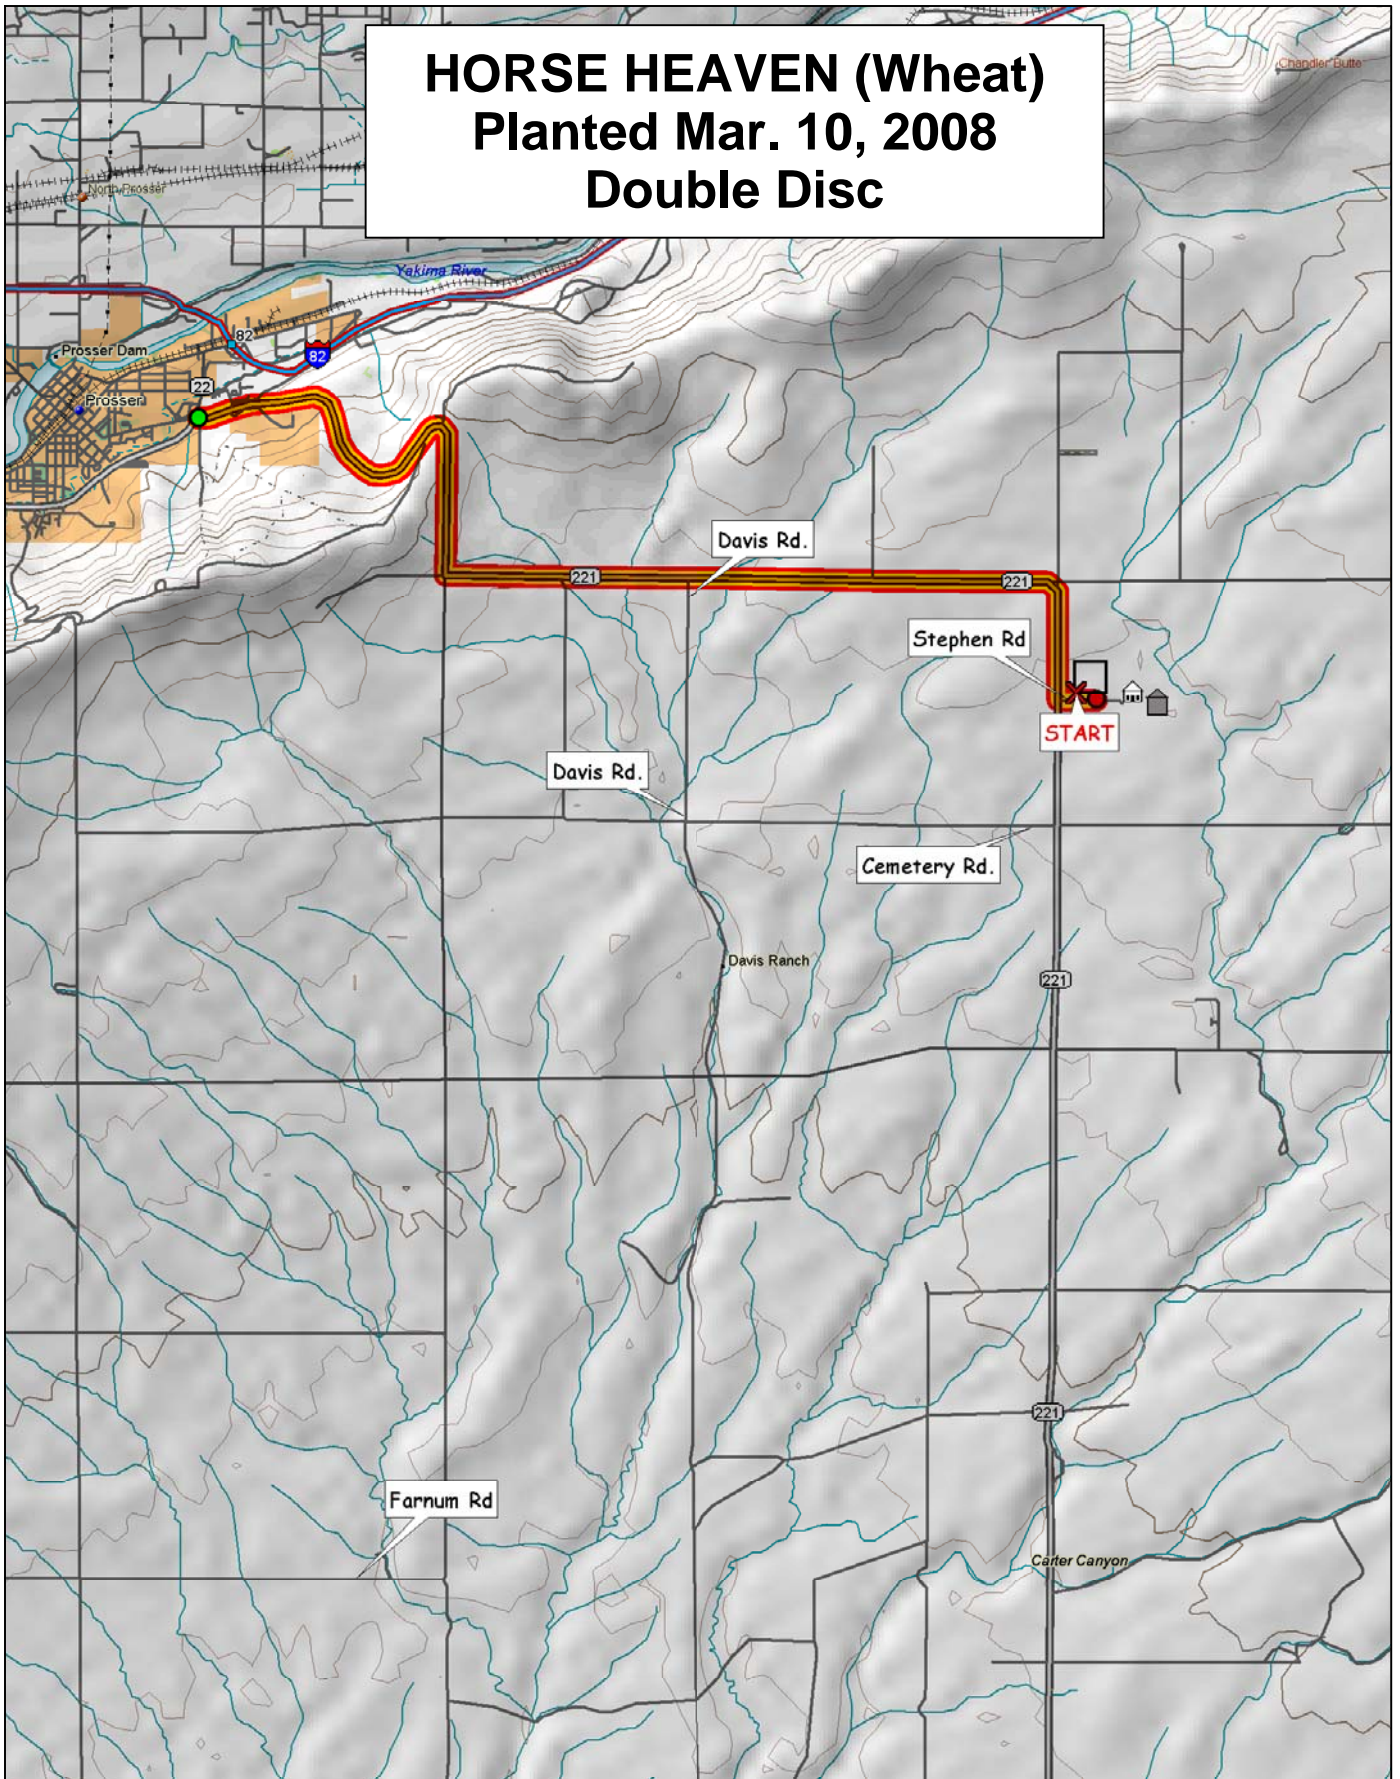 HORSE HEAVEN (Wheat)
Planted Mar. 10, 2008
Double Disc
Chandler Butte
North Prosser
Yakima River
82
Prosser Dam
82
22
Prosser
Davis Rd.
221
221
Stephen Rd
START
Davis Rd.
Cemetery Rd.
Davis Ranch
221
221
Farnum Rd
Carter Canyon